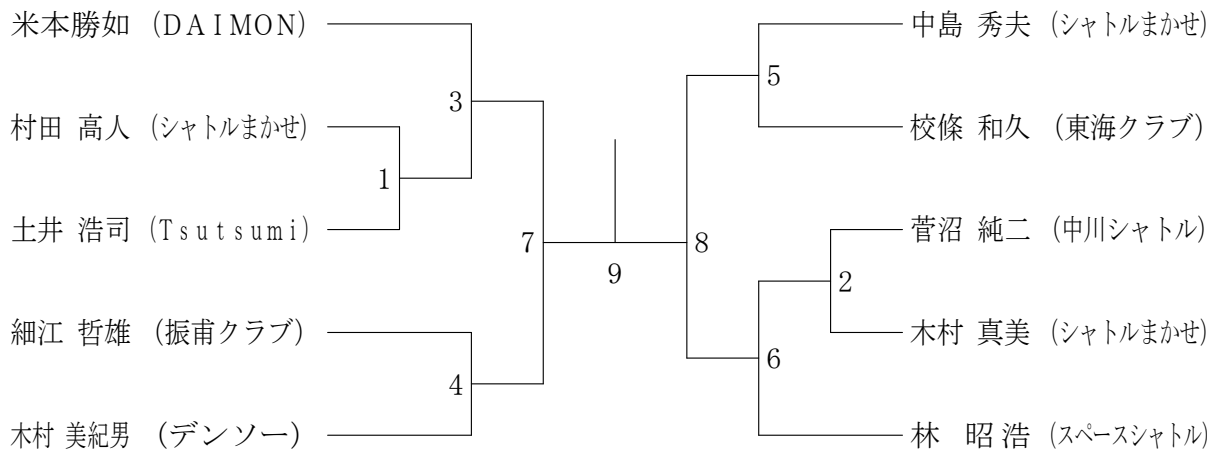 米本勝如 (DAIMON)
村田 高人 (シャトルまかせ)
土井 浩司 (Tsutsumi)
細江 哲雄 (振甫クラブ)
木村 美紀男 (デンソー)
3
1
7
4
9
中島 秀夫 (シャトルまかせ)
校條 和久 (東海クラブ)
菅沼 純二 (中川シャトル)
木村 真美 (シャトルまかせ)
林 昭浩 (スペースシャトル)
5
8
2
6